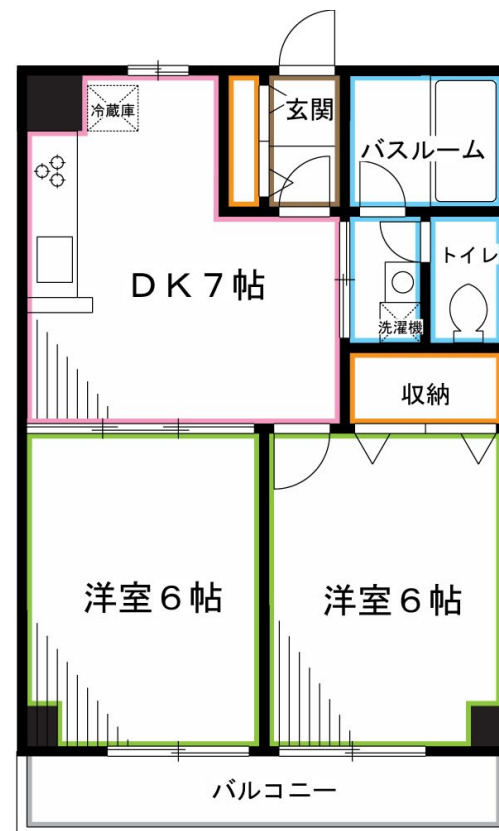 冷蔵庫
玄関
バスルーム
DK7帖
トイレ
洗濯機
収納
洋室6帖
洋室6帖
バルコニー